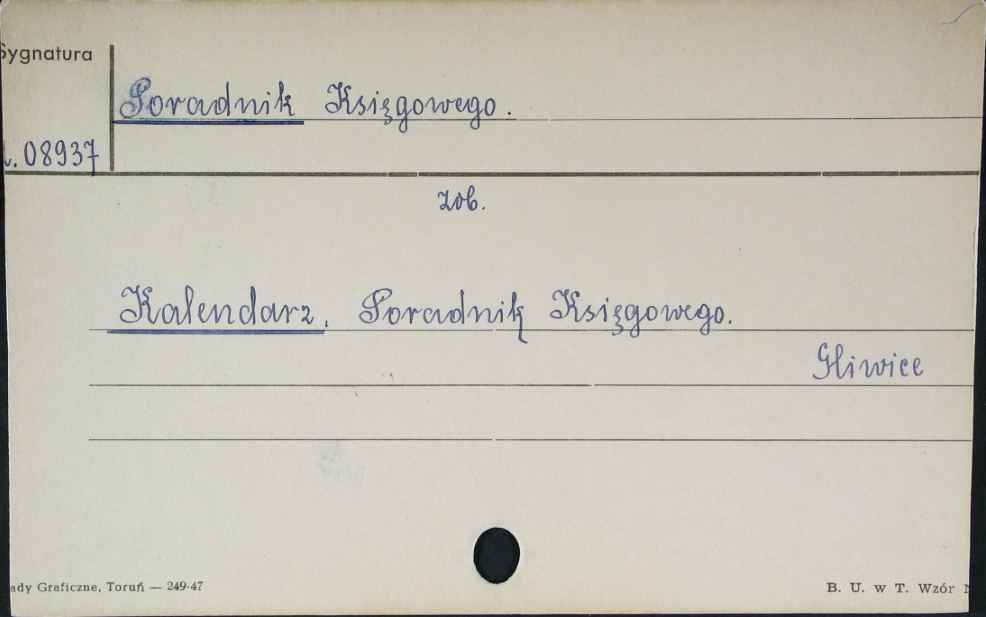 Sygnatura
Poradnik Księgowego.
08937
zob.
Kalendarz, Poradnik Księgowego.
Gliwice
ady Graficzne, Toruń — 249-47
B. U. w T. Wzór